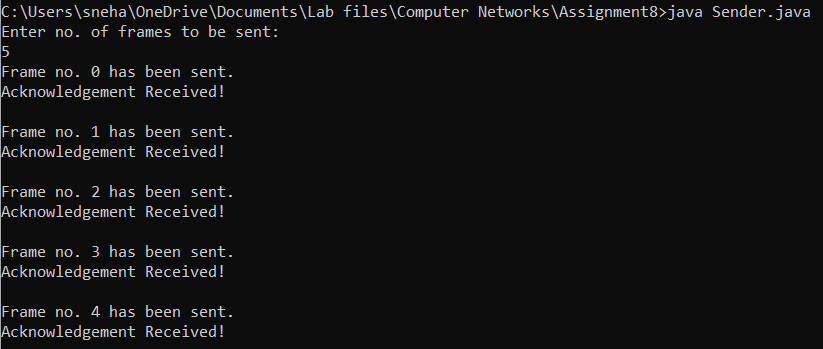 C:\Users\sneha\OneDrive\Documents\Lab files\Computer Networks\Assignment8>java Sender.java
Enter no. of frames to be sent:
5
Frame no. 0 has been sent.
Acknowledgement Received!
Frame no. 1 has been sent.
Acknowledgement Received!
Frame no. 2 has been sent.
Acknowledgement Received!
Frame no. 3 has been sent.
Acknowledgement Received!
Frame no. 4 has been sent.
Acknowledgement Received!